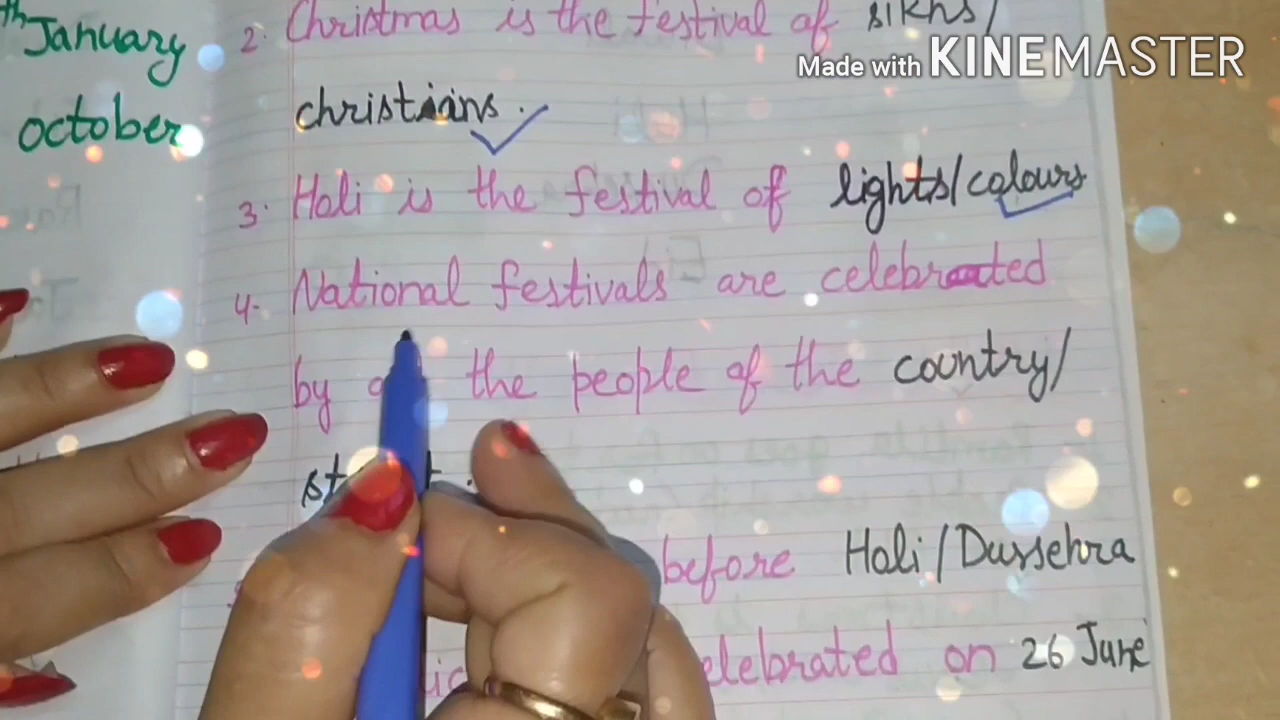 th
January
October
2. Christmas is the festival of sikhs/
christians.
3. Holi is the festival of lights/colours
4. National festivals are celebrated
by the people of the country/
before Holi/Dussehra
celebrated on 26 June
Made with KINEMASTER